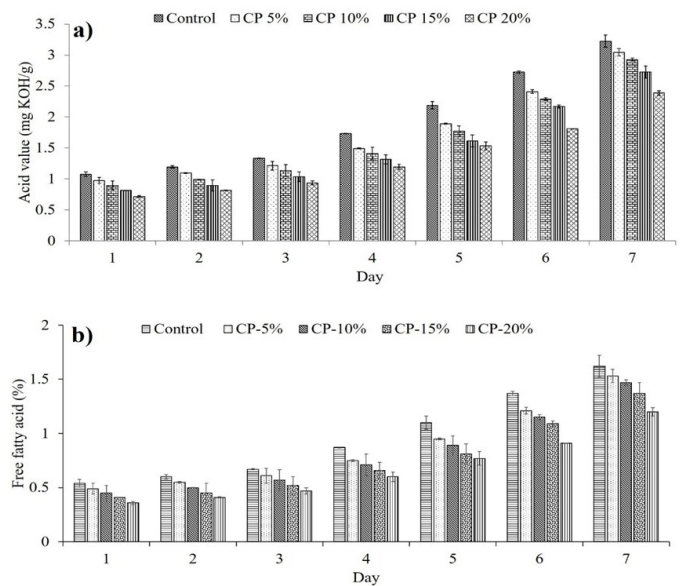 a)
Control CP 5% CP 10% CP 15% CP 20%
Acid value (mg KOH/g)
3.5
3
2.5
2
1.5
1
0.5
0
1 2 3 4 5 6 7
Day
b)
Control CP-5% CP-10% CP-15% CP-20%
Free fatty acid (%)
2
1.5
1
0.5
0
1 2 3 4 5 6 7
Day